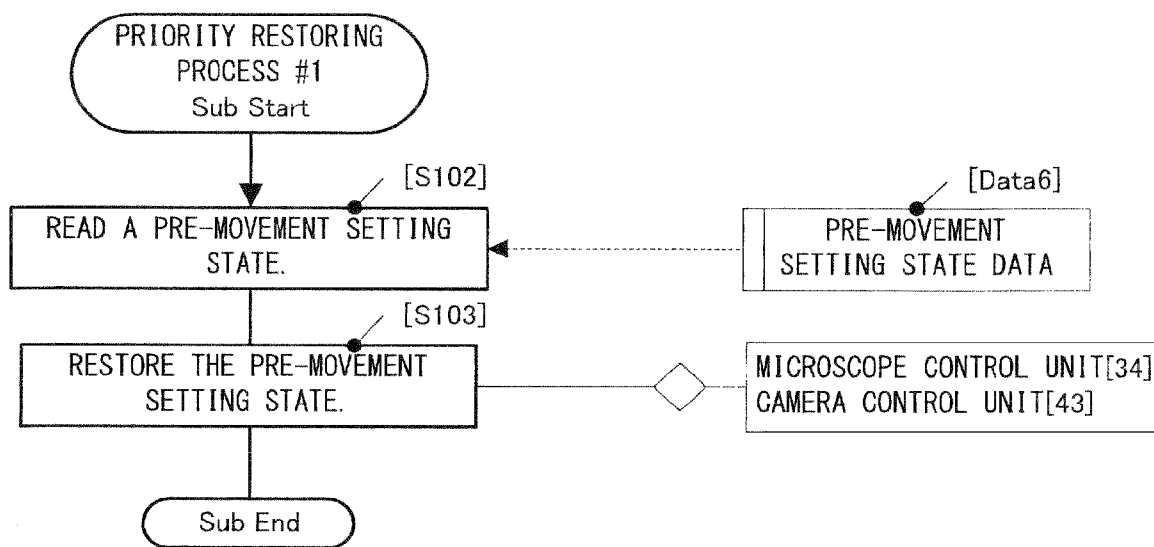 PRIORITY RESTORING
PROCESS #1
Sub Start
[S102]
READ A PRE-MOVEMENT SETTING
STATE.
[Data6]
PRE-MOVEMENT
SETTING STATE DATA
[S103]
RESTORE THE PRE-MOVEMENT
SETTING STATE.
MICROSCOPE CONTROL UNIT[34]
CAMERA CONTROL UNIT[43]
Sub End